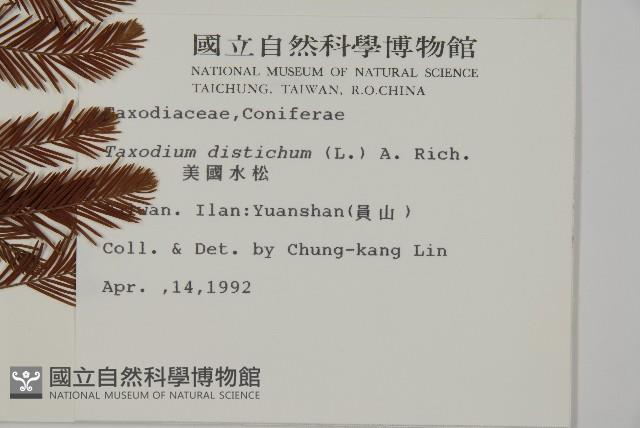 國立自然科學博物館
NATIONAL MUSEUM OF NATURAL SCIENCE
TAICHUNG, TAIWAN, R.O.CHINA
Taxodiaceae,Coniferae
Taxodium distichum (L.) A. Rich.
美國水松
Taiwan. Ilan:Yuanshan(員山)
Coll. & Det. by Chung-kang Lin
Apr. ,14,1992
國立自然科學博物館
NATIONAL MUSEUM OF NATURAL SCIENCE